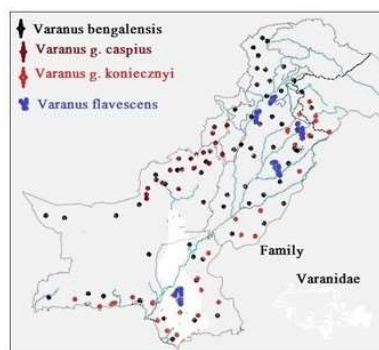 Varanus bengalensis
Varanus g. caspius
Varanus g. koniecznyi
Varanus flavescens
Family
Varanidae